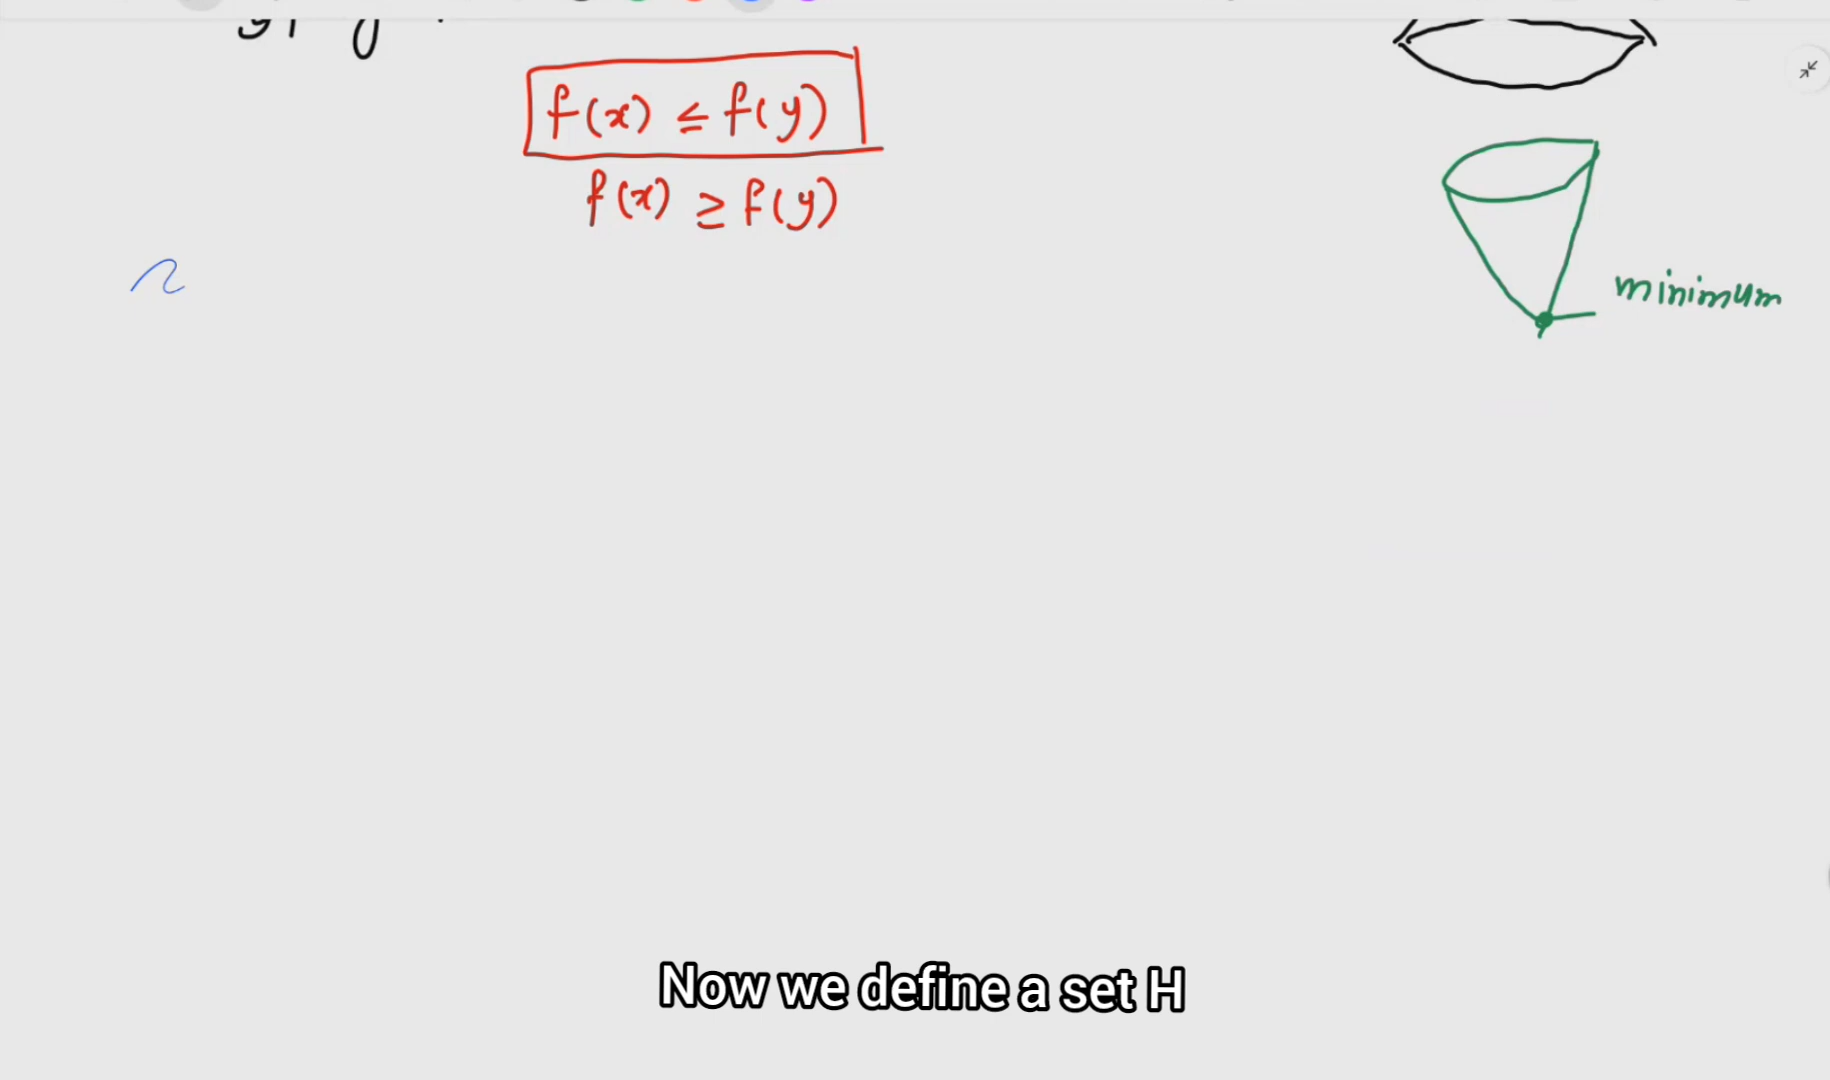 f(x) ≤ f(y)
f(x) ≥ f(y)
minimum
Now we define a set H